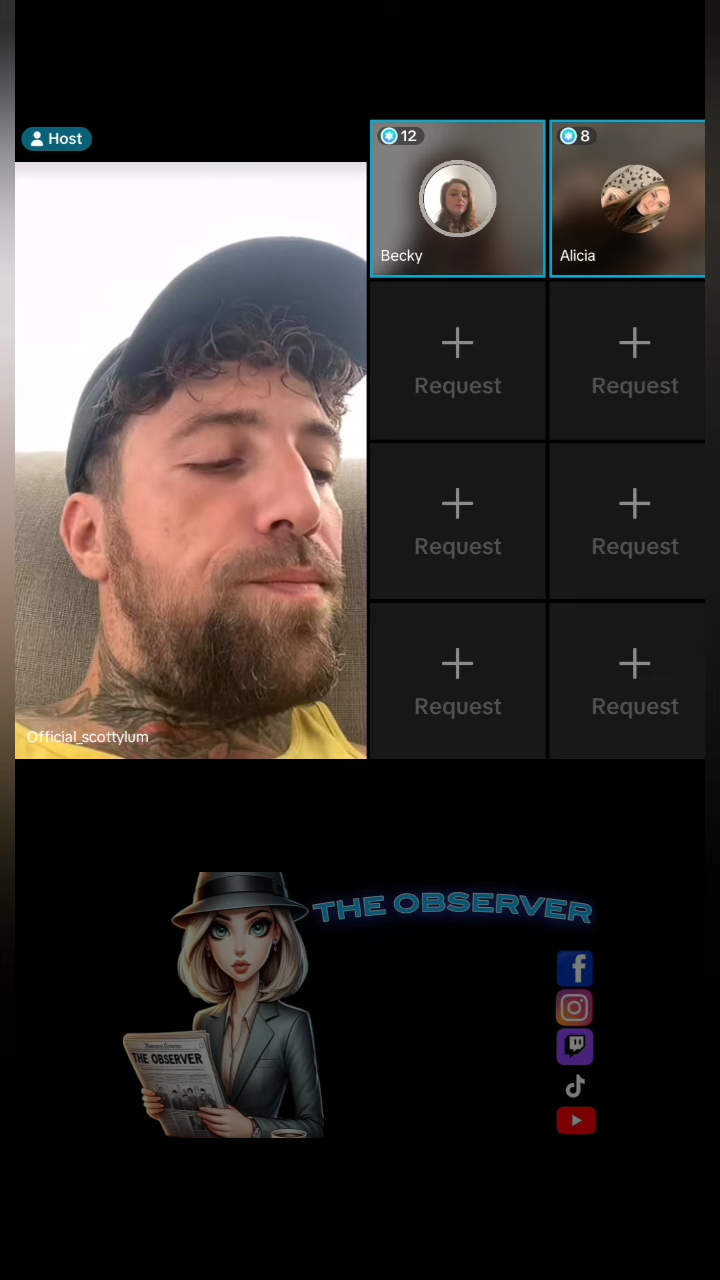 Host
12
8
Becky
Alicia
Request
Request
Request
Request
Request
Request
Official_scottylum
THE OBSERVER
THE OBSERVER